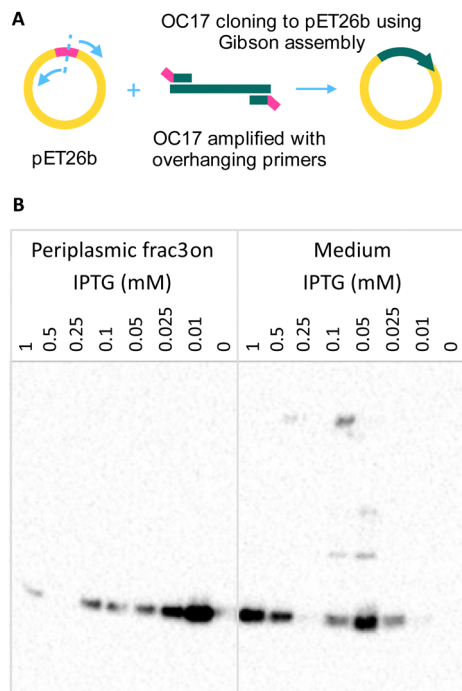 A
OC17 cloning to pET26b using
Gibson assembly
+
pET26b
OC17 amplified with
overhanging primers
B
Periplasmic frac3on
Medium
IPTG (mM)
IPTG (mM)
1 0.5 0.25 0.1 0.05 0.025 0.01 0
1 0.5 0.25 0.1 0.05 0.025 0.01 0